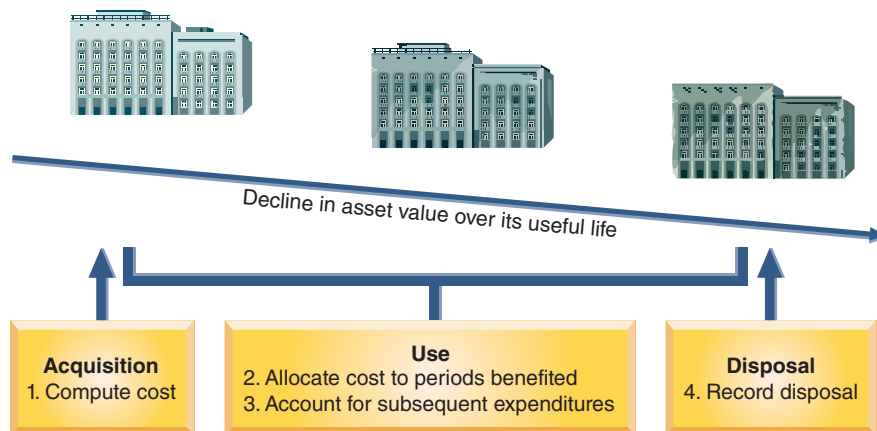 Decline in asset value over its useful life
Acquisition
1. Compute cost
Use
2. Allocate cost to periods benefited
3. Account for subsequent expenditures
Disposal
4. Record disposal